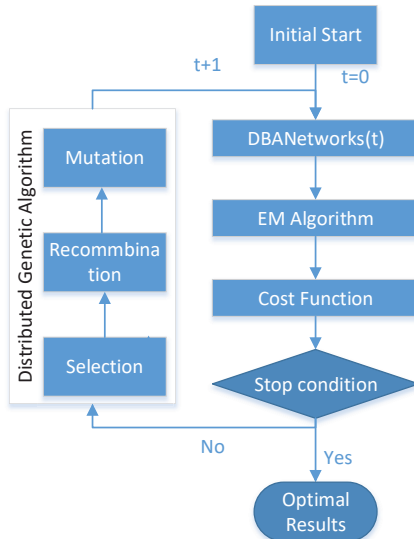 Initial Start
t+1
t=0
Distributed Genetic Algorithm
Mutation
Recommbina
tion
Selection
DBANetworks(t)
EM Algorithm
Cost Function
Stop condition
No
Yes
Optimal
Results